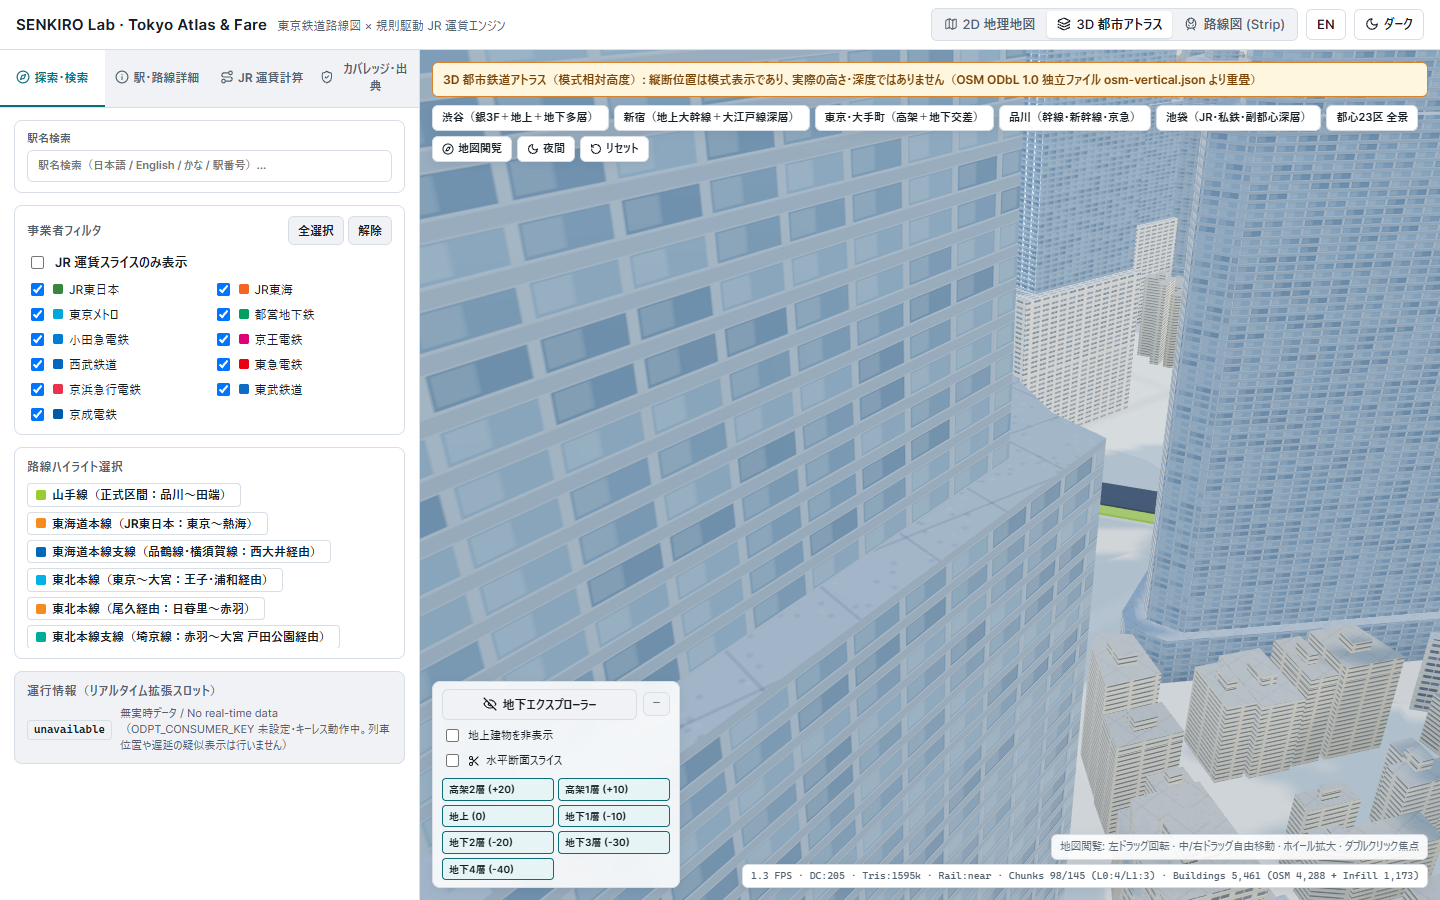 SENKIRO Lab · Tokyo Atlas & Fare 東京鉄道路線図 × 規則駆動 JR 運賃エンジン
2D 地理地図 3D 都市アトラス 路線図 (Strip) EN ダーク
探索・検索 駅・路線詳細 JR 運賃計算 カバレッジ・出典
3D 都市鉄道アトラス（模式相対高度）: 縦断位置は模式表示であり、実際の高さ・深度ではありません（OSM ODbL 1.0 独立ファイル osm-vertical.json より重畳）
渋谷（銀3F＋地上＋地下多層） 新宿（地上大幹線＋大江戸線深層） 東京・大手町（高架＋地下交差） 品川（幹線・新幹線・京急） 池袋（JR・私鉄・副都心深層） 都心23区 全景
地図閲覧 夜間 リセット
駅名検索
駅名検索（日本語 / English / かな / 駅番号）...
事業者フィルタ 全選択 解除
JR 運賃スライスのみ表示
JR東日本 JR東海
東京メトロ 都営地下鉄
小田急電鉄 京王電鉄
西武鉄道 東急電鉄
京浜急行電鉄 東武鉄道
京成電鉄
路線ハイライト選択
山手線（正式区間：品川〜田端）
東海道本線（JR東日本：東京〜熱海）
東海道本線支線（品鶴線・横須賀線：西大井経由）
東北本線（東京〜大宮：王子・浦和経由）
東北本線（尾久経由：日暮里〜赤羽）
東北本線支線（埼京線：赤羽〜大宮 戸田公園経由）
運行情報（リアルタイム拡張スロット）
unavailable
無実時データ / No real-time data
（ODPT_CONSUMER_KEY 未設定・キーレス動作中。列車
位置や遅延の疑似表示は行いません）
地下エクスプローラー −
地上建物を非表示
水平断面スライス
高架2層 (+20) 高架1層 (+10)
地上 (0) 地下1層 (-10)
地下2層 (-20) 地下3層 (-30)
地下4層 (-40)
地図閲覧: 左ドラッグ回転 · 中/右ドラッグ自由移動 · ホイール拡大 · ダブルクリック焦点
1.3 FPS · DC:205 · Tris:1595k · Rail:near · Chunks 98/145 (L0:4/L1:3) · Buildings 5,461 (OSM 4,288 + Infill 1,173)